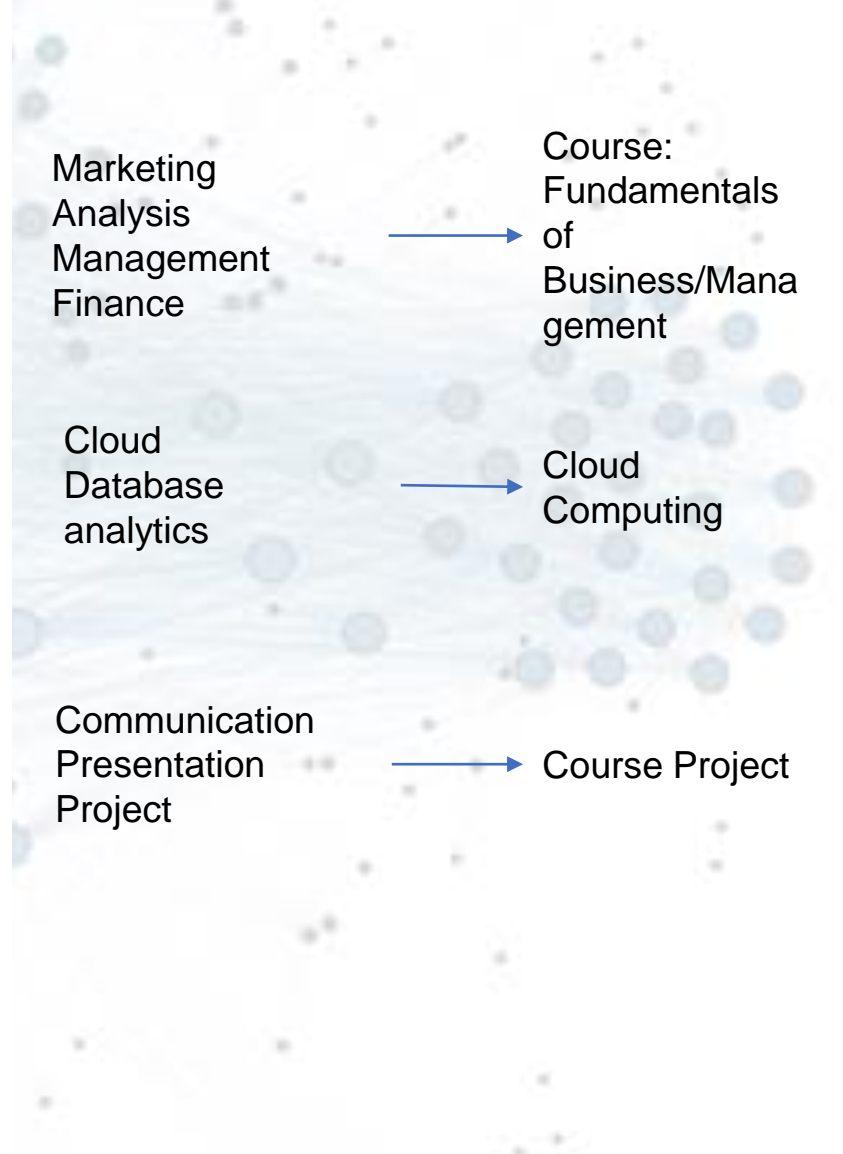 Marketing
Analysis
Management
Finance
Course:
Fundamentals
of
Business/Mana
gement
Cloud
Database
analytics
Cloud
Computing
Communication
Presentation
Project
Course Project